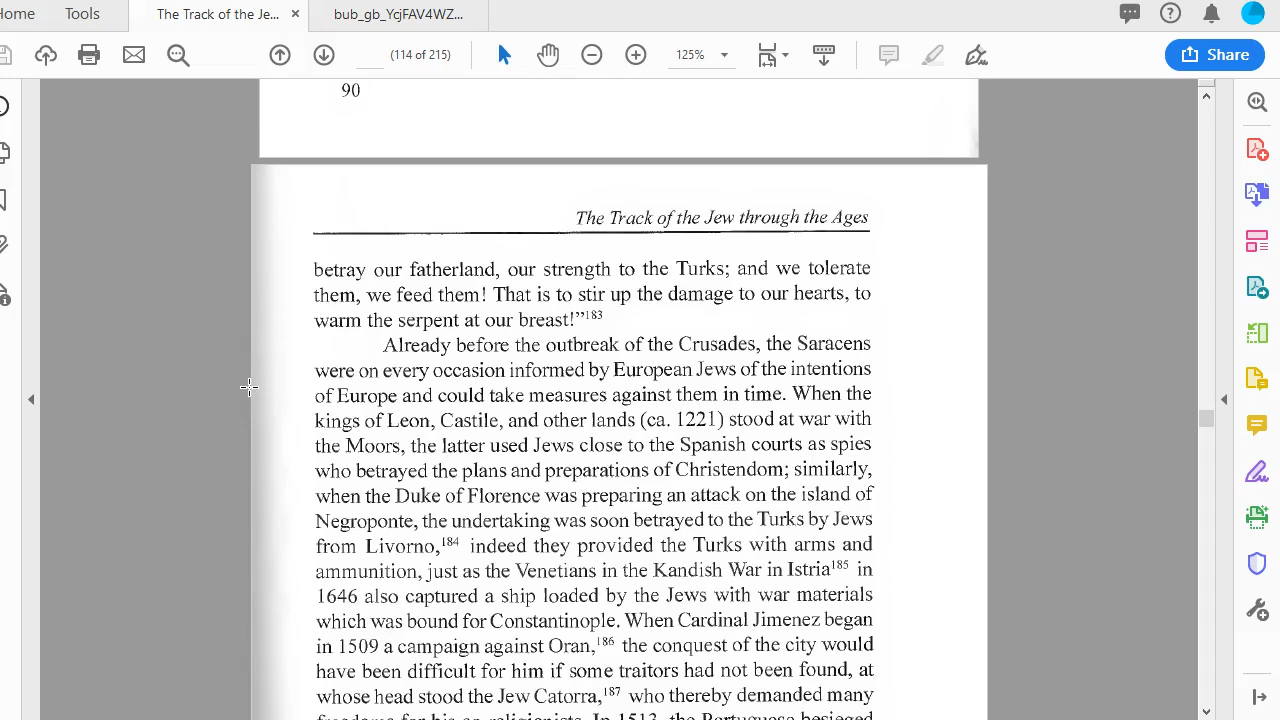 Home
Tools
The Track of the Je... ×
bub_gb_YcjFAV4WZ...
(114 of 215)
125%
Share
90
The Track of the Jew through the Ages
betray our fatherland, our strength to the Turks; and we tolerate
them, we feed them! That is to stir up the damage to our hearts, to
warm the serpent at our breast!”183
Already before the outbreak of the Crusades, the Saracens
were on every occasion informed by European Jews of the intentions
of Europe and could take measures against them in time. When the
kings of Leon, Castile, and other lands (ca. 1221) stood at war with
the Moors, the latter used Jews close to the Spanish courts as spies
who betrayed the plans and preparations of Christendom; similarly,
when the Duke of Florence was preparing an attack on the island of
Negroponte, the undertaking was soon betrayed to the Turks by Jews
from Livorno,184 indeed they provided the Turks with arms and
ammunition, just as the Venetians in the Kandish War in Istria185 in
1646 also captured a ship loaded by the Jews with war materials
which was bound for Constantinople. When Cardinal Jimenez began
in 1509 a campaign against Oran,186 the conquest of the city would
have been difficult for him if some traitors had not been found, at
whose head stood the Jew Catorra,187 who thereby demanded many
freedoms for his co-religionists. In 1513, the Portuguese besieged